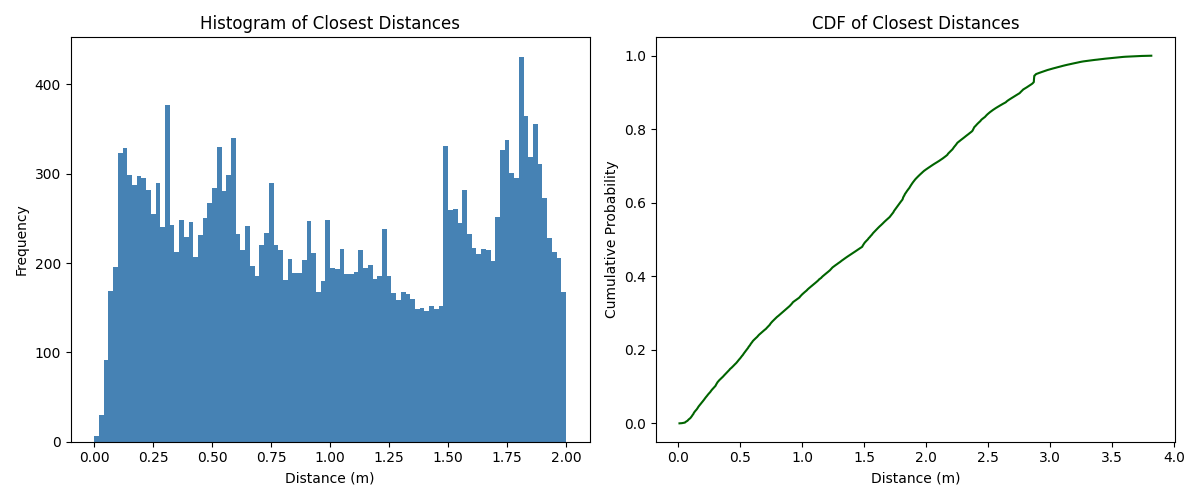 Histogram of Closest Distances
Frequency
400
300
200
100
0
0.00 0.25 0.50 0.75 1.00 1.25 1.50 1.75 2.00
Distance (m)
CDF of Closest Distances
Cumulative Probability
1.0
0.8
0.6
0.4
0.2
0.0
0.0 0.5 1.0 1.5 2.0 2.5 3.0 3.5 4.0
Distance (m)